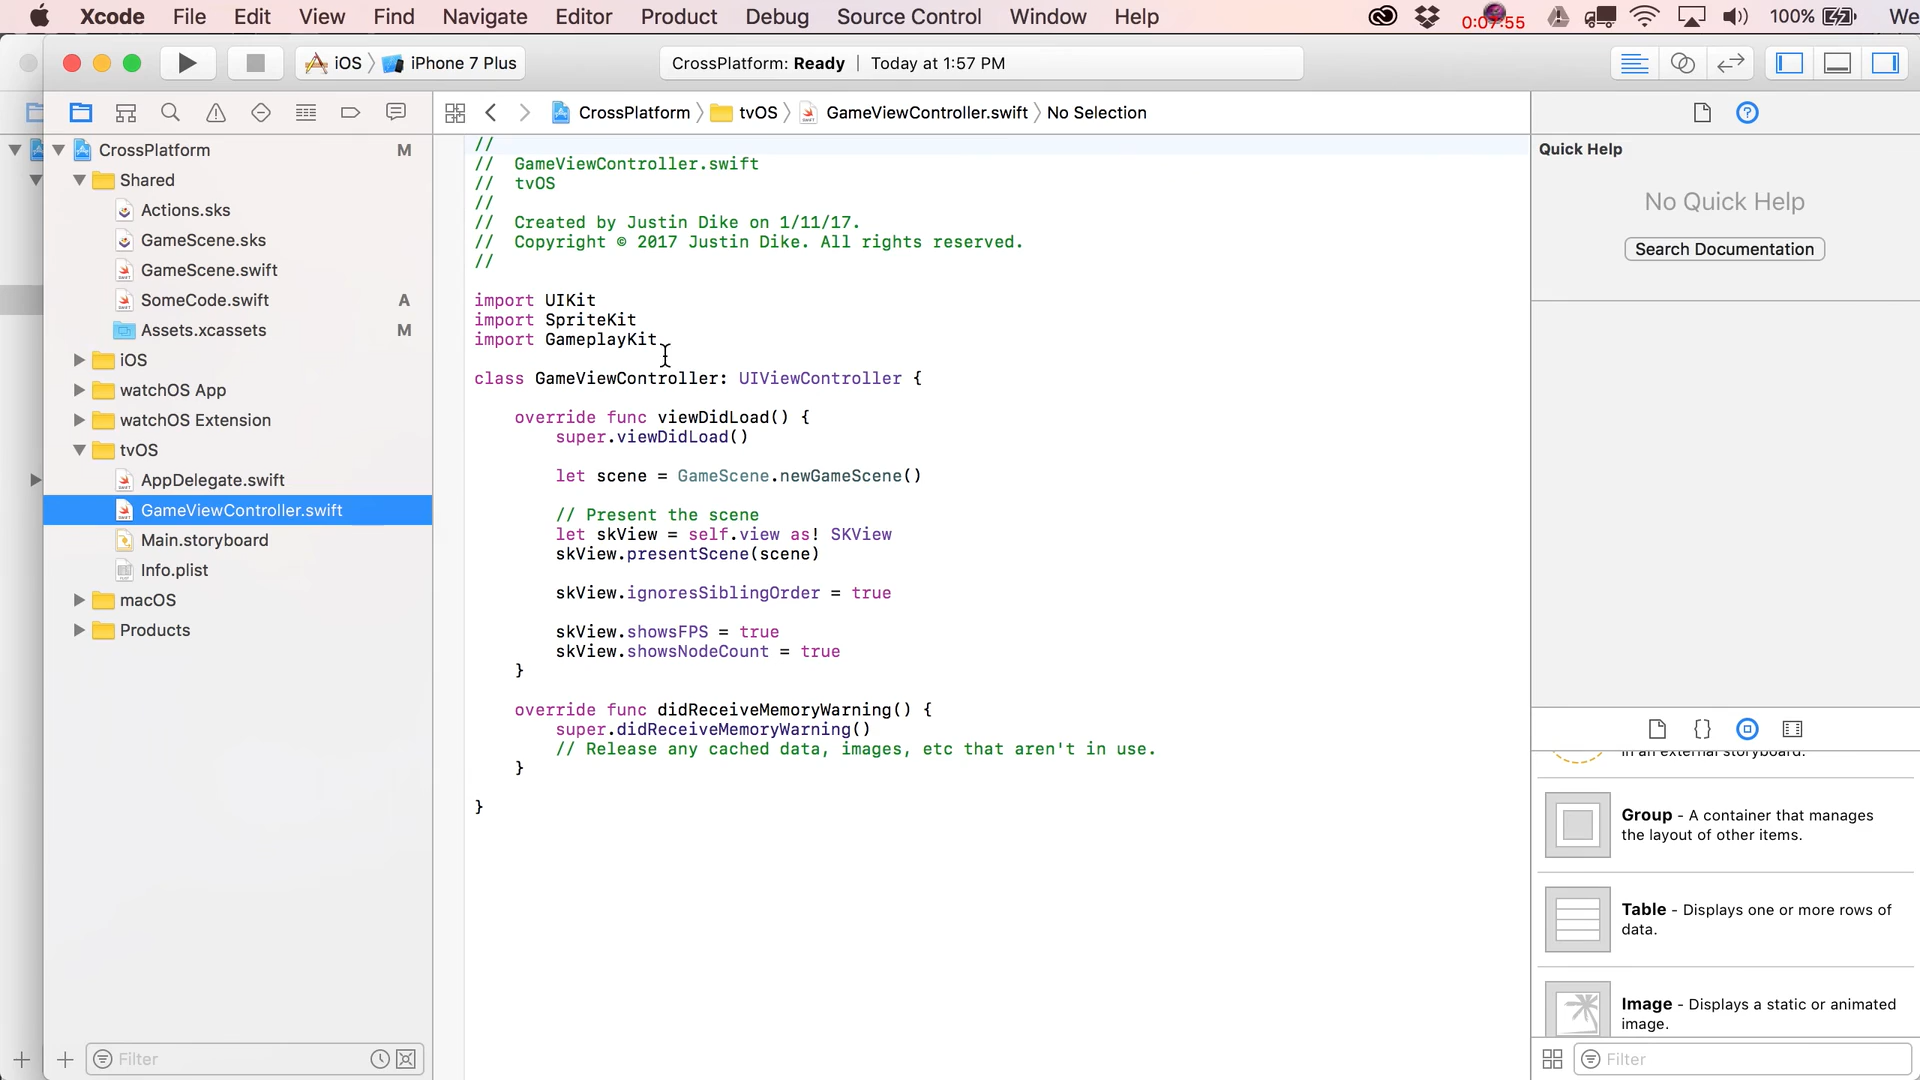 Xcode File Edit View Find Navigate Editor Product Debug Source Control Window Help 0:07:55 100% We
iOS iPhone 7 Plus CrossPlatform: Ready | Today at 1:57 PM
CrossPlatform tvOS GameViewController.swift No Selection
CrossPlatform M
Shared
Actions.sks
GameScene.sks
GameScene.swift
SomeCode.swift A
Assets.xcassets M
iOS
watchOS App
watchOS Extension
tvOS
AppDelegate.swift
GameViewController.swift
Main.storyboard
Info.plist
macOS
Products
Filter
//
// GameViewController.swift
// tvOS
//
// Created by Justin Dike on 1/11/17.
// Copyright © 2017 Justin Dike. All rights reserved.
//
import UIKit
import SpriteKit
import GameplayKit
class GameViewController: UIViewController {
override func viewDidLoad() {
super.viewDidLoad()
let scene = GameScene.newGameScene()
// Present the scene
let skView = self.view as! SKView
skView.presentScene(scene)
skView.ignoresSiblingOrder = true
skView.showsFPS = true
skView.showsNodeCount = true
}
override func didReceiveMemoryWarning() {
super.didReceiveMemoryWarning()
// Release any cached data, images, etc that aren't in use.
}
}
Quick Help
No Quick Help
Search Documentation
in an external storyboard.
Group - A container that manages
the layout of other items.
Table - Displays one or more rows of
data.
Image - Displays a static or animated
image.
Filter